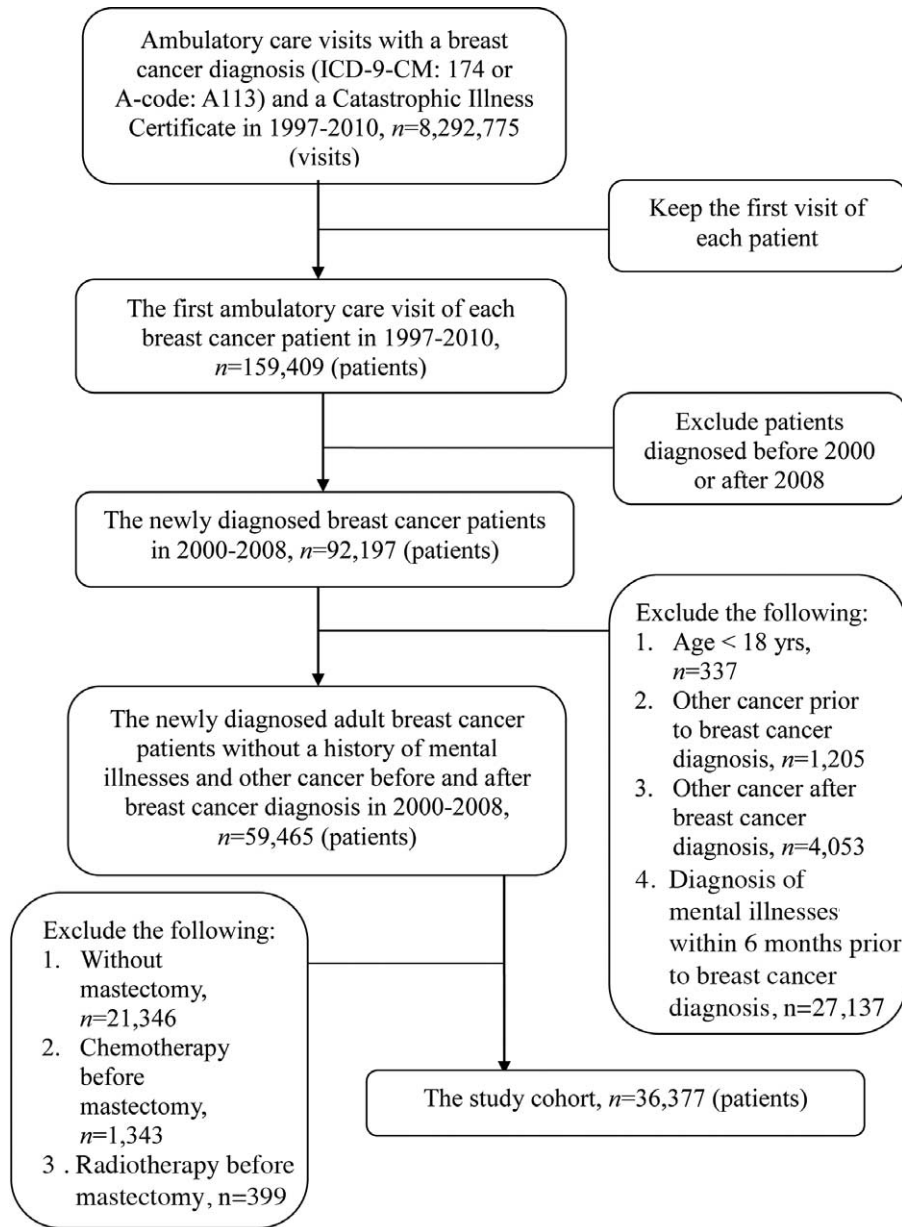 Ambulatory care visits with a breast
cancer diagnosis (ICD-9-CM: 174 or
A-code: A113) and a Catastrophic Illness
Certificate in 1997-2010, n=8,292,775
(visits)
Keep the first visit of
each patient
The first ambulatory care visit of each
breast cancer patient in 1997-2010,
n=159,409 (patients)
Exclude patients
diagnosed before 2000
or after 2008
The newly diagnosed breast cancer patients
in 2000-2008, n=92,197 (patients)
Exclude the following:
1. Age < 18 yrs,
n=337
2. Other cancer prior
to breast cancer
diagnosis, n=1,205
3. Other cancer after
breast cancer
diagnosis, n=4,053
4. Diagnosis of
mental illnesses
within 6 months prior
to breast cancer
diagnosis, n=27,137
The newly diagnosed adult breast cancer
patients without a history of mental
illnesses and other cancer before and after
breast cancer diagnosis in 2000-2008,
n=59,465 (patients)
Exclude the following:
1. Without
mastectomy,
n=21,346
2. Chemotherapy
before
mastectomy,
n=1,343
3 . Radiotherapy before
mastectomy, n=399
The study cohort, n=36,377 (patients)